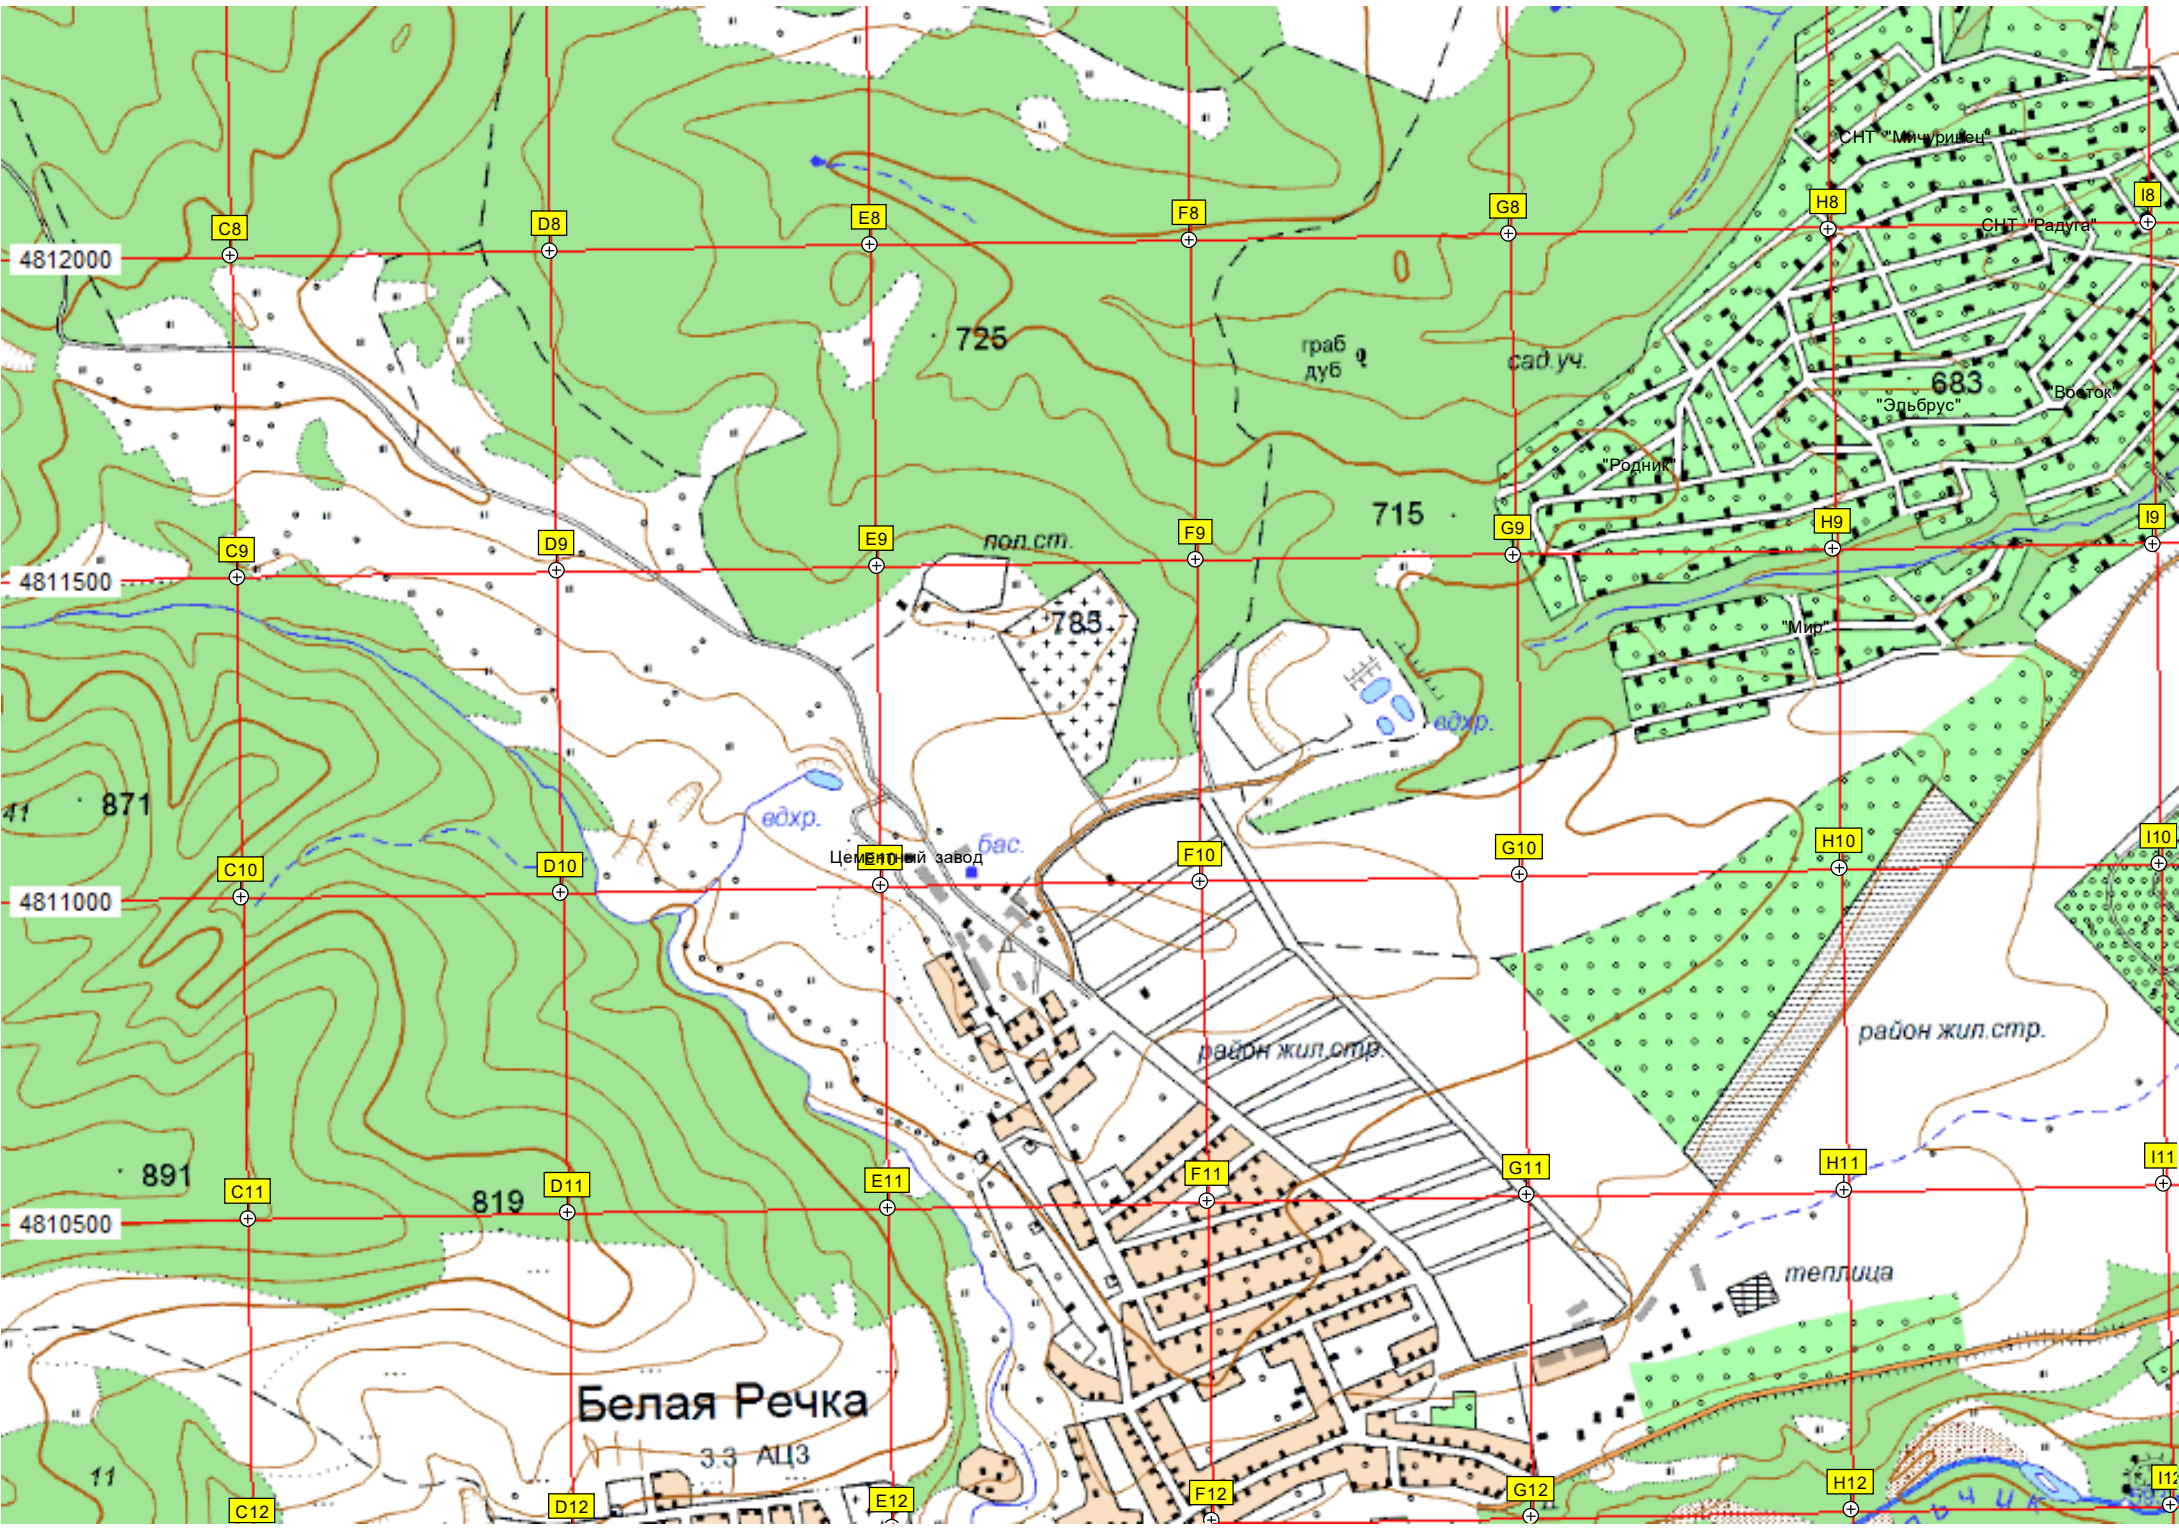 СНТ "Мичуринец"
C8
D8
E8
F8
G8
H8
I8
СНТ "Радуга"
4812000
725
граб
дуб
сад.уч.
683
"Восток"
"Эльбрус"
"Родник"
715
C9
D9
E9
F9
G9
H9
I9
пол.ст.
4811500
785
"Мир"
вдхр.
41
871
вдхр.
бас.
Цементный завод
C10
D10
E10
F10
G10
H10
I10
4811000
район жил.стр.
район жил.стр.
891
819
C11
D11
E11
F11
G11
H11
I11
4810500
теплица
Белая Речка
3.3 АЦЗ
11
C12
D12
E12
F12
G12
H12
I12